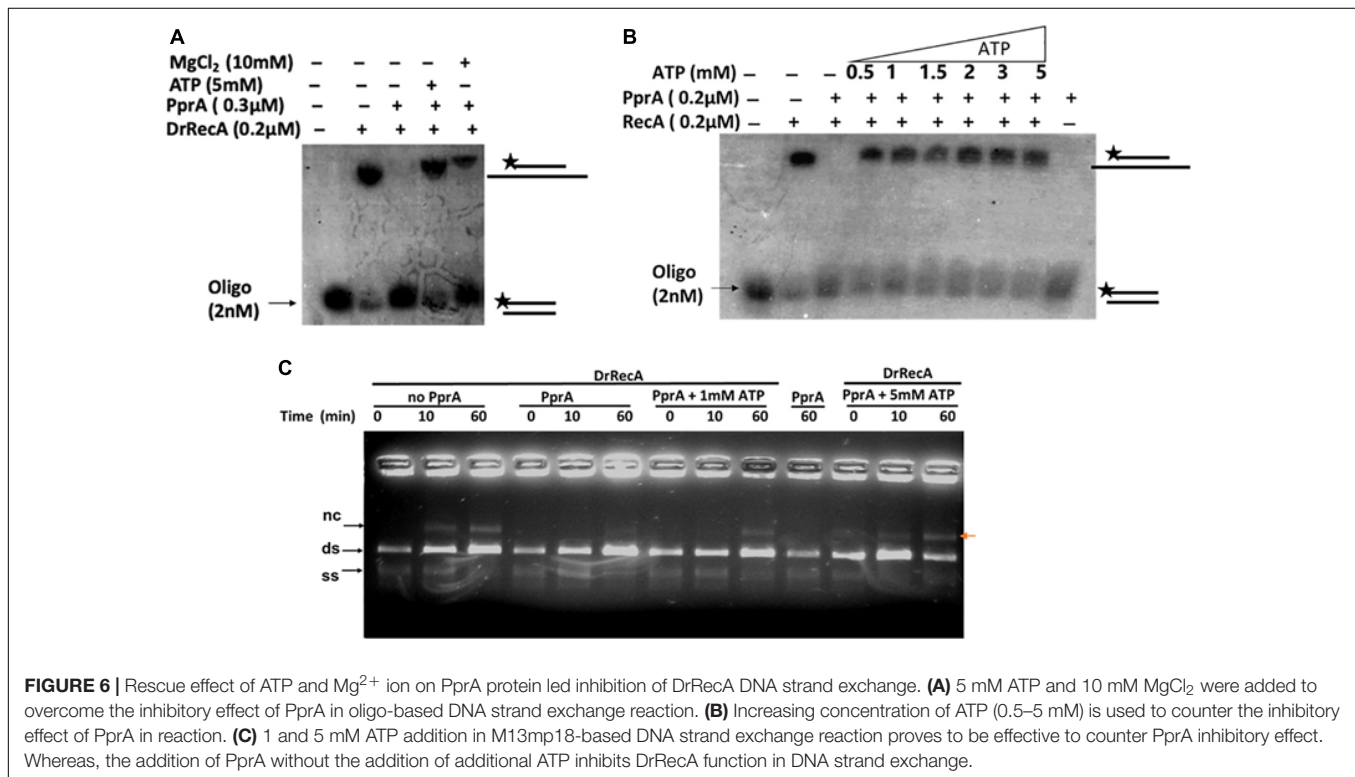 A
MgCl2 (10mM) – – – – +
ATP (5mM) – – – + –
PprA ( 0.3µM) – – + + +
DrRecA (0.2µM) – + + + +
Oligo
(2nM)
B
ATP
ATP (mM) – – – 0.5 1 1.5 2 3 5
PprA ( 0.2µM) – – + + + + + + + +
RecA ( 0.2µM) – + + + + + + + + –
Oligo
(2nM)
C
DrRecA DrRecA
no PprA PprA PprA + 1mM ATP PprA PprA + 5mM ATP
Time (min) 0 10 60 0 10 60 0 10 60 60 0 10 60
nc
ds
ss
FIGURE 6 | Rescue effect of ATP and Mg2+ ion on PprA protein led inhibition of DrRecA DNA strand exchange. (A) 5 mM ATP and 10 mM MgCl2 were added to
overcome the inhibitory effect of PprA in oligo-based DNA strand exchange reaction. (B) Increasing concentration of ATP (0.5–5 mM) is used to counter the inhibitory
effect of PprA in reaction. (C) 1 and 5 mM ATP addition in M13mp18-based DNA strand exchange reaction proves to be effective to counter PprA inhibitory effect.
Whereas, the addition of PprA without the addition of additional ATP inhibits DrRecA function in DNA strand exchange.